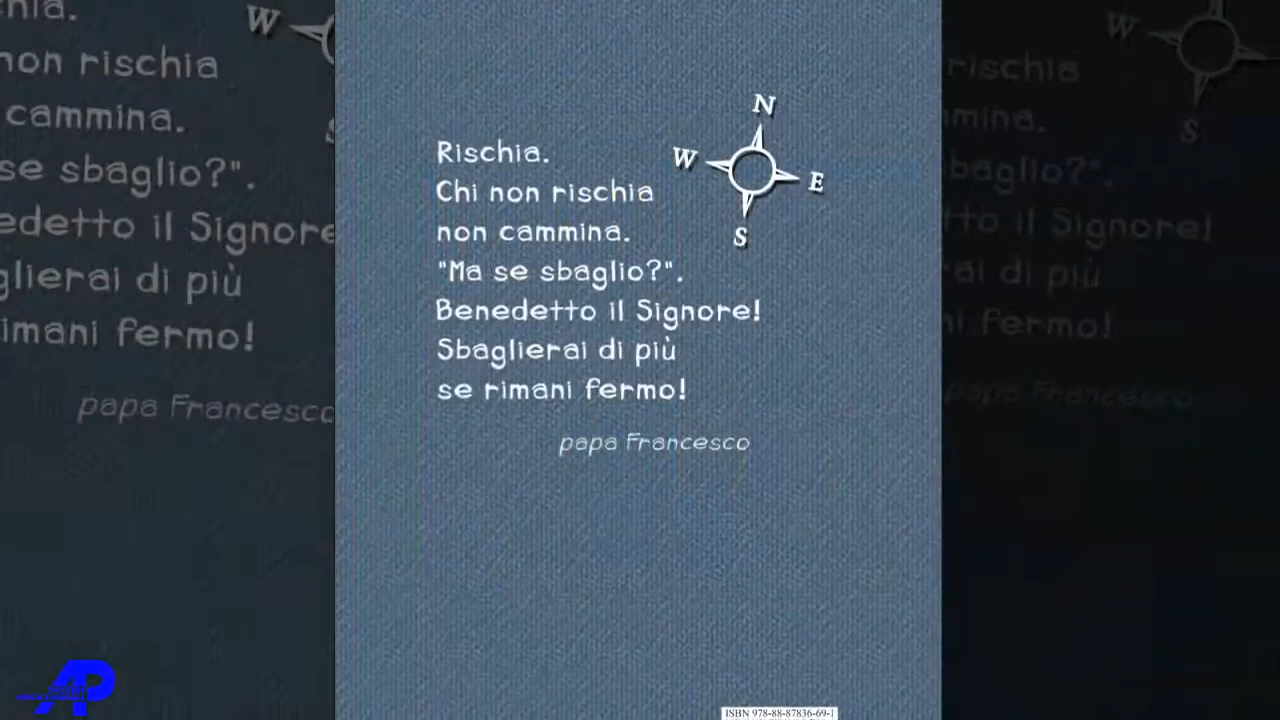 N
W
E
S
Rischia.
Chi non rischia
non cammina.
"Ma se sbaglio?".
Benedetto il Signore!
Sbaglierai di più
se rimani fermo!
papa Francesco
ISBN 978-88-87836-69-1
AP